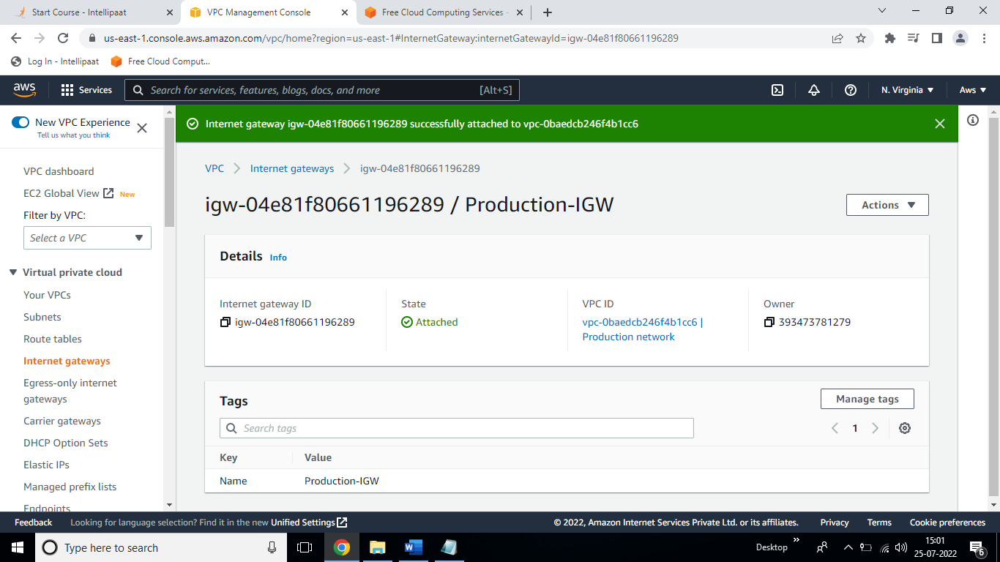 Start Course - Intellipaat
VPC Management Console
Free Cloud Computing Services -
us-east-1.console.aws.amazon.com/vpc/home?region=us-east-1#InternetGateway:internetGatewayId=igw-04e81f80661196289
Log In - Intellipaat
Free Cloud Comput...
aws
Services
Search for services, features, blogs, docs, and more
[Alt+S]
N. Virginia
Aws
New VPC Experience
Tell us what you think
VPC dashboard
EC2 Global View
New
Filter by VPC:
Select a VPC
Virtual private cloud
Your VPCs
Subnets
Route tables
Internet gateways
Egress-only internet
gateways
Carrier gateways
DHCP Option Sets
Elastic IPs
Managed prefix lists
Endpoints
Internet gateway igw-04e81f80661196289 successfully attached to vpc-0baedcb246f4b1cc6
VPC
Internet gateways
igw-04e81f80661196289
igw-04e81f80661196289 / Production-IGW
Actions
Details
Info
Internet gateway ID
igw-04e81f80661196289
State
Attached
VPC ID
vpc-0baedcb246f4b1cc6 |
Production network
Owner
393473781279
Tags
Manage tags
Search tags
1
Key
Value
Name
Production-IGW
Feedback
Looking for language selection? Find it in the new Unified Settings
© 2022, Amazon Internet Services Private Ltd. or its affiliates.
Privacy
Terms
Cookie preferences
Type here to search
Desktop
15:01
25-07-2022
6